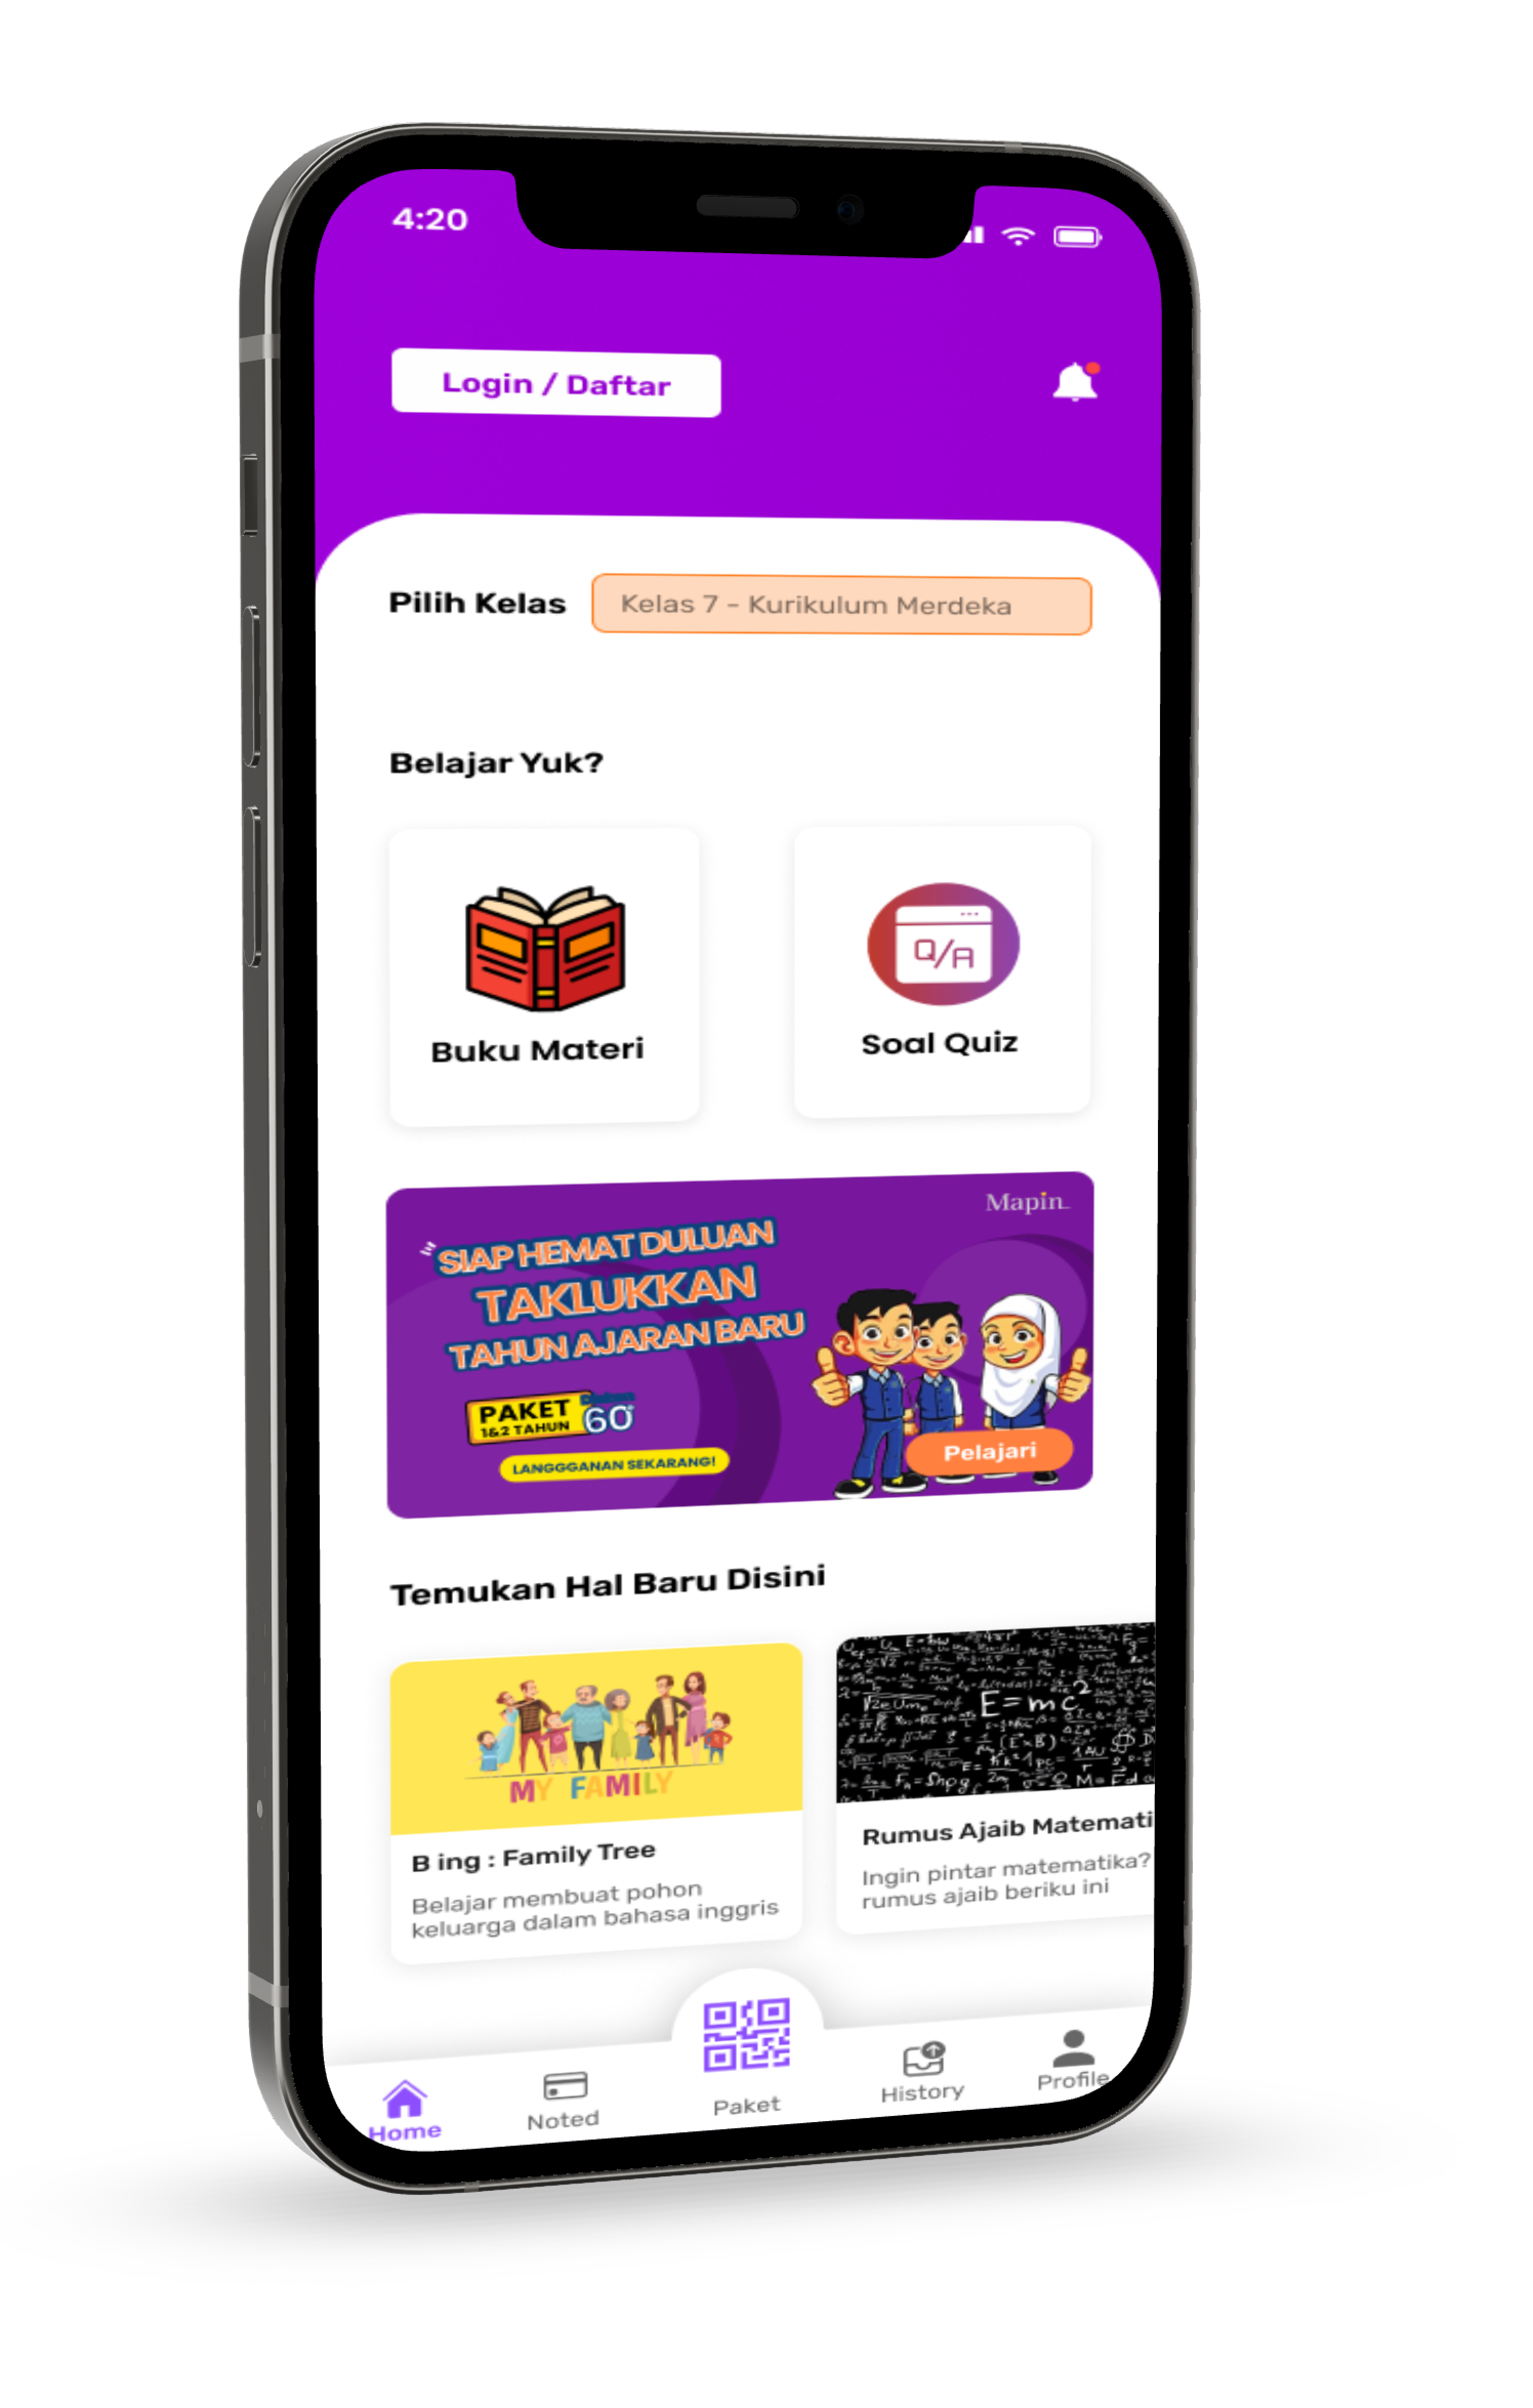 4:20
Login / Daftar
Pilih Kelas
Kelas 7 - Kurikulum Merdeka
Belajar Yuk?
Q/A
Buku Materi
Soal Quiz
Mapin
SIAP HEMAT DULUAN
TAKLUKKAN
TAHUN AJARAN BARU
PAKET
1&2 TAHUN
60
LANGGGANAN SEKARANG!
Pelajari
Temukan Hal Baru Disini
MY FAMILY
E=mc²
B ing : Family Tree
Belajar membuat pohon
keluarga dalam bahasa inggris
Rumus Ajaib Matemati
Ingin pintar matematika?
rumus ajaib beriku ini
Home
Noted
Paket
History
Profile